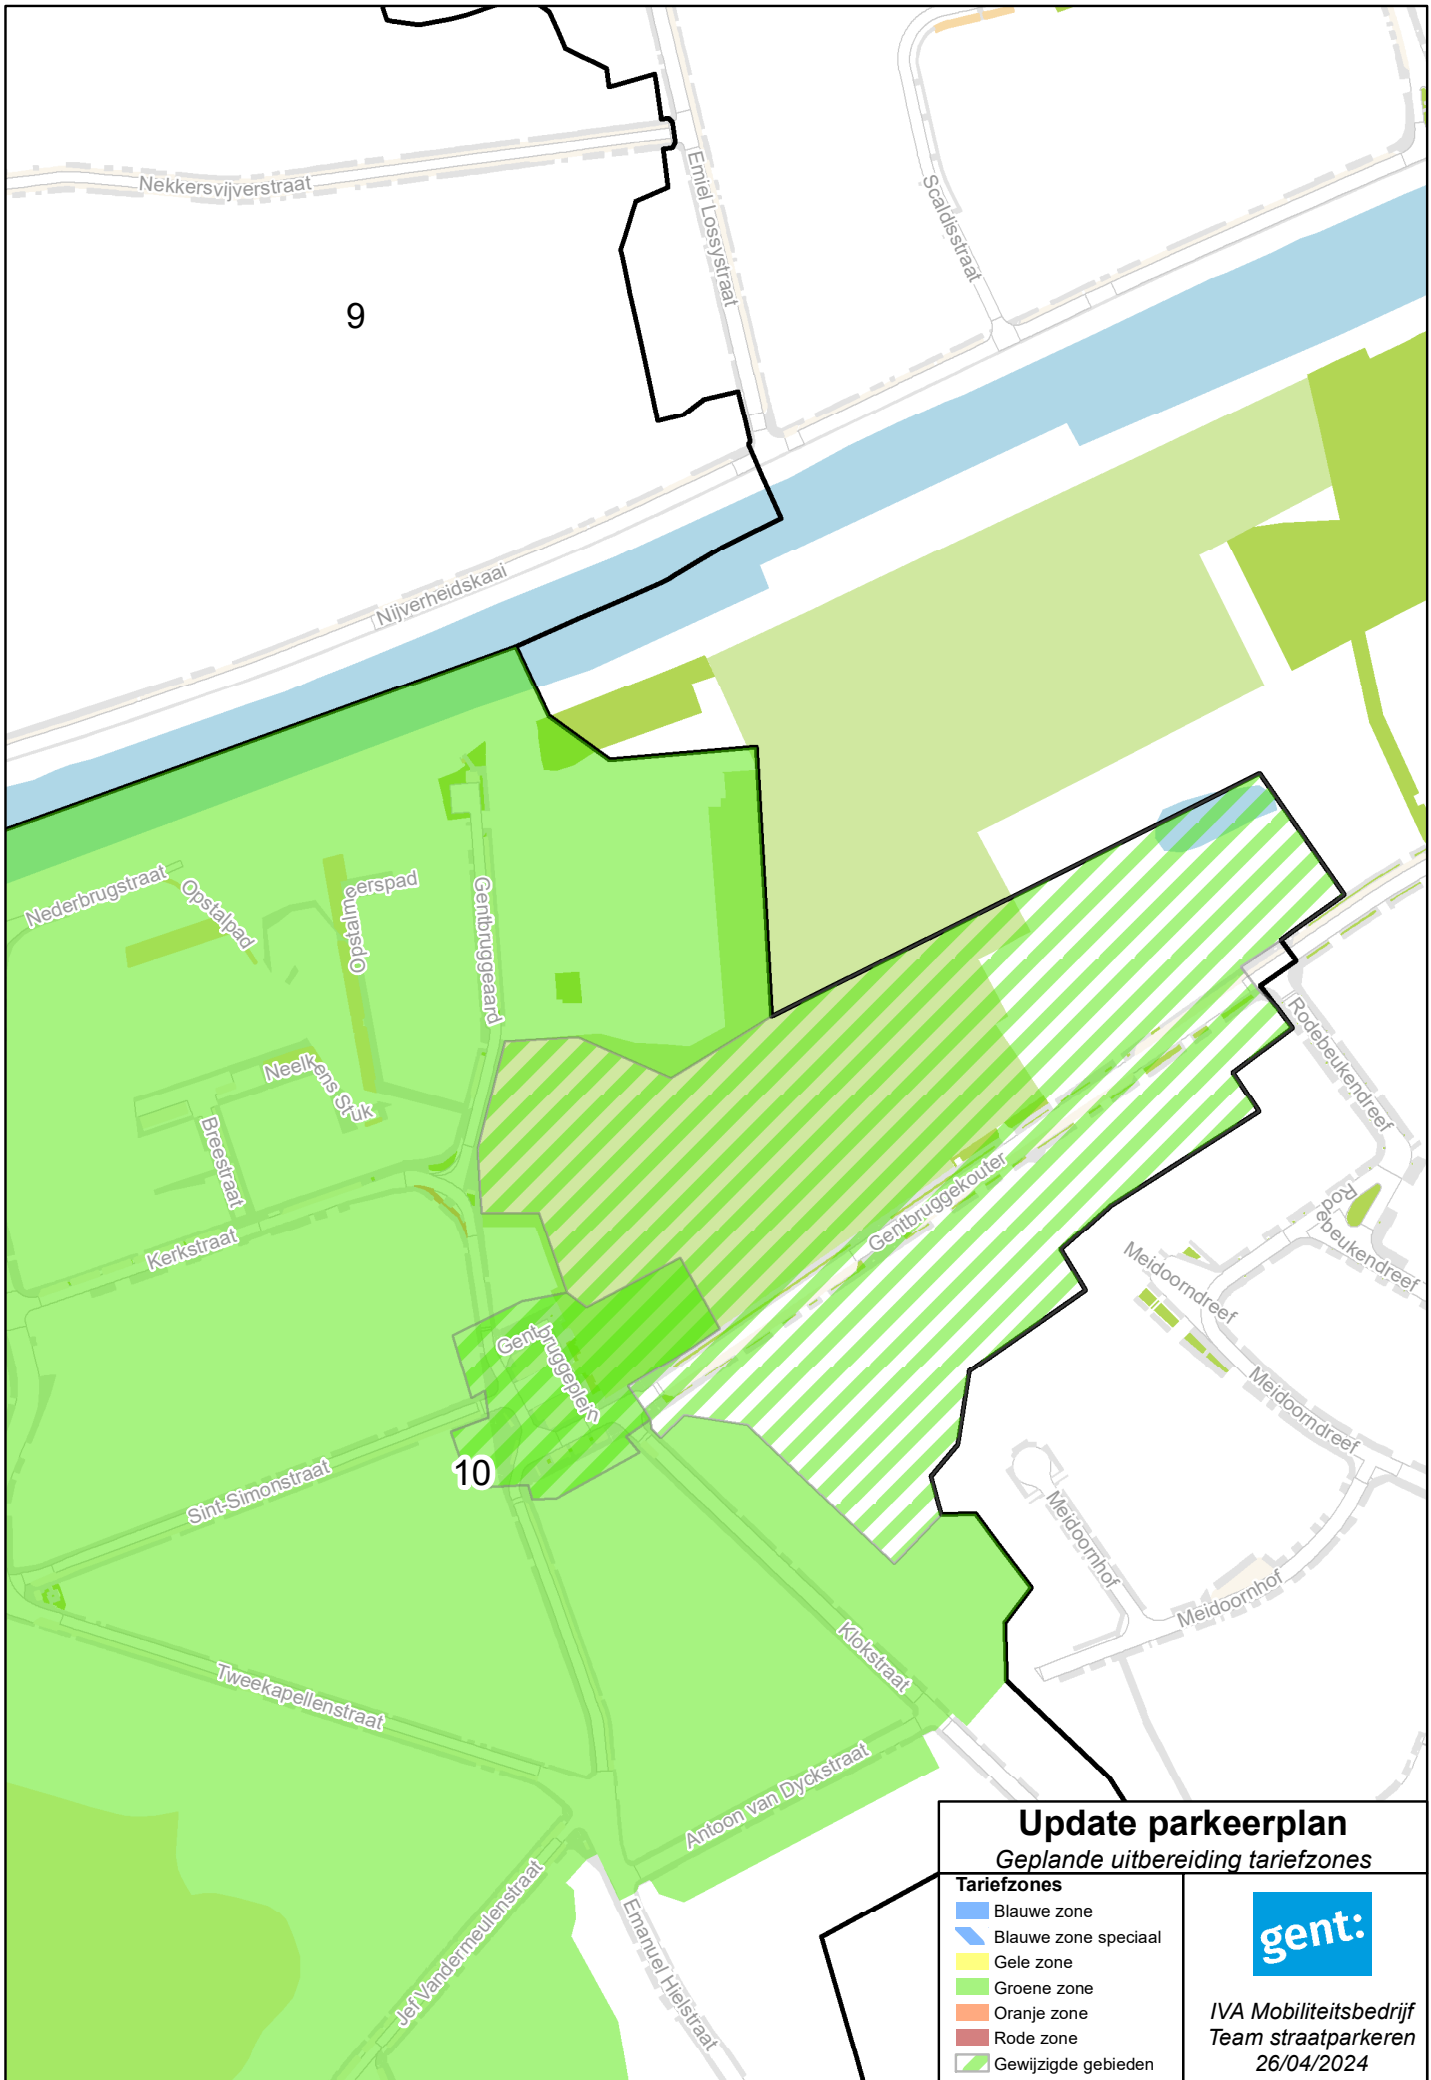 Nekkersvijverstraat
Emiel Lossystraat
Scaldisstraat
9
Nijverheidskaai
Nederbrugstraat
Opstalpad
Opstalmeerspad
Gentbruggeaard
Neelkens Stuk
Breestraat
Kerkstraat
Gentbruggekouter
Rodebeukendreef
Rodebeukendreef
Meidoorndreef
Gentbruggeplein
Meidoorndreef
10
Sint-Simonstraat
Meidoornhof
Meidoornhof
Klokstraat
Tweekapellenstraat
Antoon van Dyckstraat
Jef Vandermeulenstraat
Emanuel Hielstraat
Update parkeerplan
Geplande uitbereiding tariefzones
Tariefzones
Blauwe zone
Blauwe zone speciaal
Gele zone
Groene zone
Oranje zone
Rode zone
Gewijzigde gebieden
gent:
IVA Mobiliteitsbedrijf
Team straatparkeren
26/04/2024